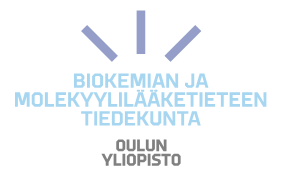 BIOKEMIAN JA
MOLEKYYLILÄÄKETIETEEN
TIEDEKUNTA
OULUN
YLIOPISTO